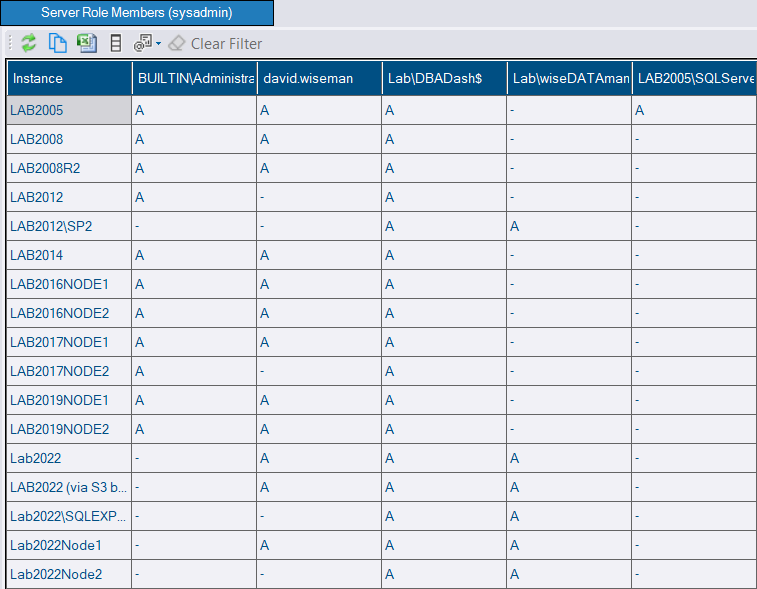 Server Role Members (sysadmin)
Clear Filter
Instance BUILTIN\Administra david.wiseman Lab\DBADash$ Lab\wiseDATAman LAB2005\SQLServe
LAB2005 A A A - A
LAB2008 A A A - -
LAB2008R2 A A A - -
LAB2012 A - A - -
LAB2012\SP2 - - A A -
LAB2014 A A A - -
LAB2016NODE1 A A A - -
LAB2016NODE2 A A A - -
LAB2017NODE1 A A A - -
LAB2017NODE2 A - A - -
LAB2019NODE1 A A A - -
LAB2019NODE2 A A A - -
Lab2022 - A A A -
LAB2022 (via S3 b... - A A A -
Lab2022\SQLEXP... - - A A -
Lab2022Node1 - A A A -
Lab2022Node2 - - A A -